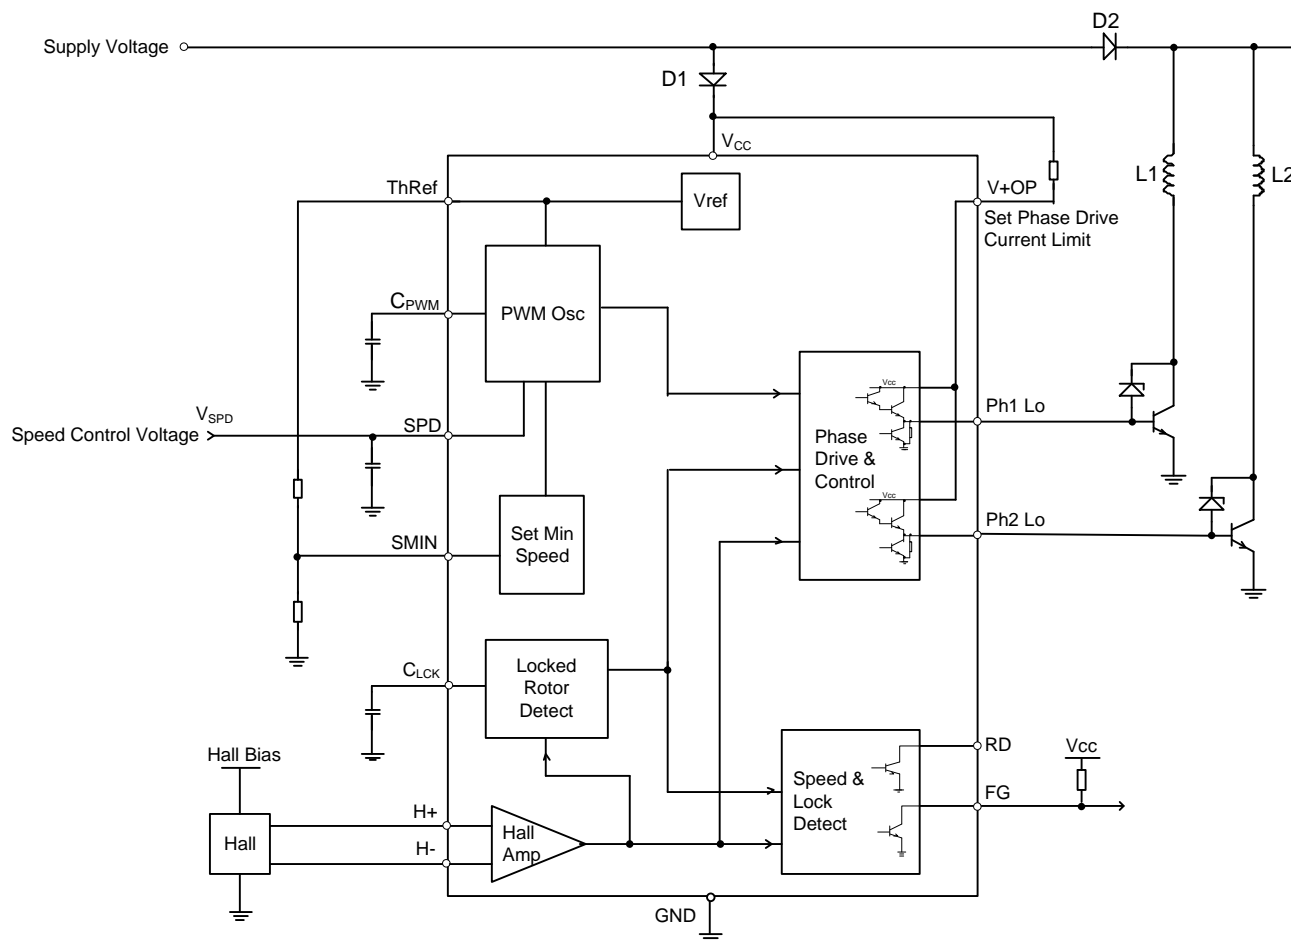 D2
Supply Voltage
D1
VCC
ThRef
Vref
V+OP
L1
L2
Set Phase Drive
Current Limit
CPWM
PWM Osc
Vcc
Ph1 Lo
VSPD
Speed Control Voltage
SPD
Phase
Drive &
Control
Vcc
Ph2 Lo
SMIN
Set Min
Speed
CLCK
Locked
Rotor
Detect
RD
Vcc
Hall Bias
Speed &
Lock
Detect
FG
H+
Hall
Amp
Hall
H-
GND